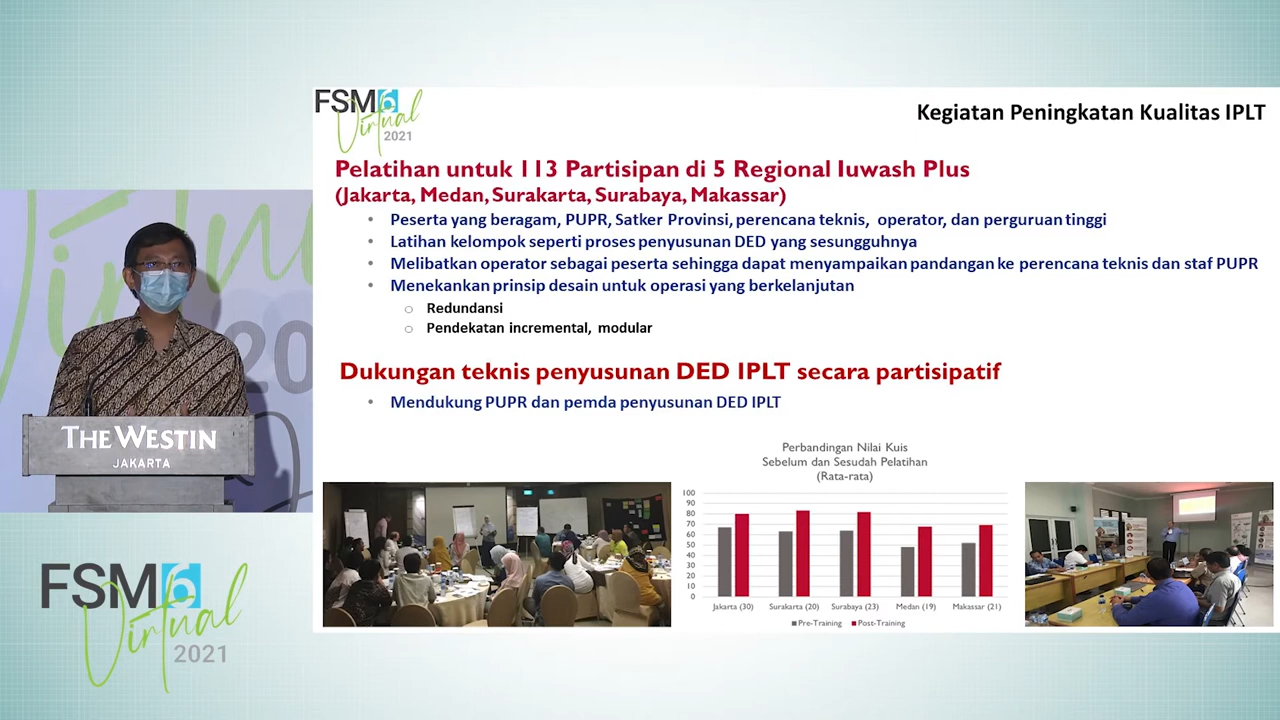 FSM6
Virtual
2021
Kegiatan Peningkatan Kualitas IPLT
Pelatihan untuk 113 Partisipan di 5 Regional Iuwash Plus
(Jakarta, Medan, Surakarta, Surabaya, Makassar)
• Peserta yang beragam, PUPR, Satker Provinsi, perencana teknis, operator, dan perguruan tinggi
• Latihan kelompok seperti proses penyusunan DED yang sesungguhnya
• Melibatkan operator sebagai peserta sehingga dapat menyampaikan pandangan ke perencana teknis dan staf PUPR
• Menekankan prinsip desain untuk operasi yang berkelanjutan
○ Redundansi
○ Pendekatan incremental, modular
Dukungan teknis penyusunan DED IPLT secara partisipatif
• Mendukung PUPR dan pemda penyusunan DED IPLT
Perbandingan Nilai Kuis
Sebelum dan Sesudah Pelatihan
(Rata-rata)
100
90
80
70
60
50
40
30
20
10
0
Jakarta (30) Surakarta (20) Surabaya (23) Medan (19) Makassar (21)
Pre-Training Post-Training
20
THE WESTIN
JAKARTA
FSM6
Virtual
2021